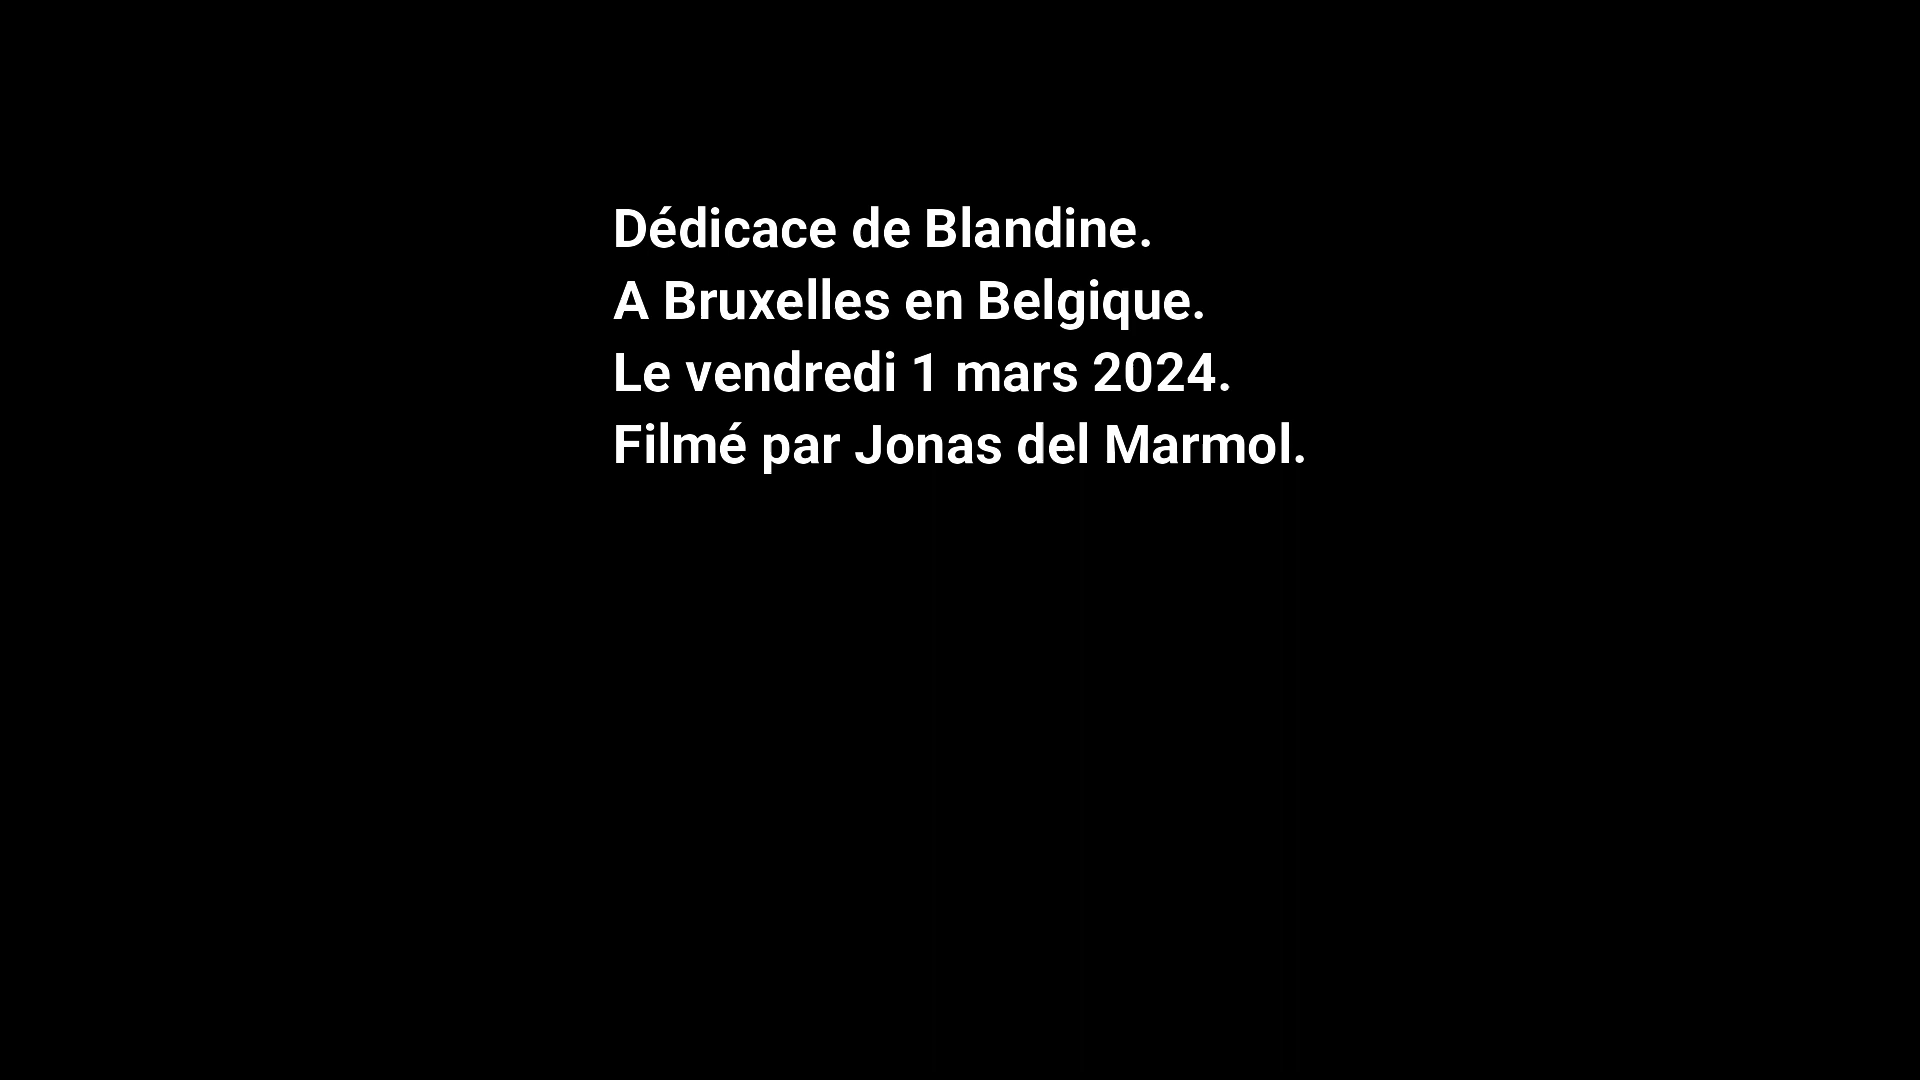 Dédicace de Blandine.
A Bruxelles en Belgique.
Le vendredi 1 mars 2024.
Filmé par Jonas del Marmol.